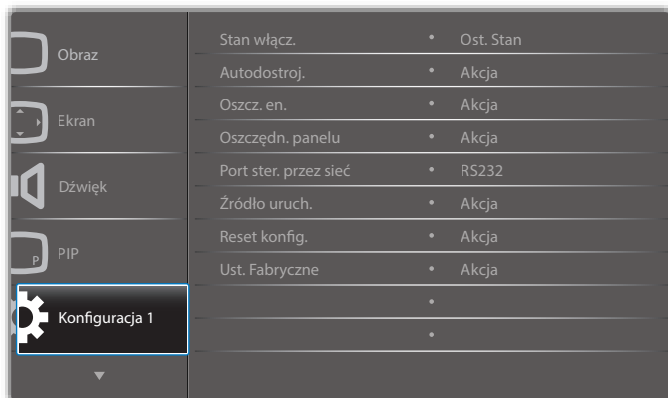 Obraz
Ekran
Dźwięk
P
PIP
Konfiguracja 1
Stan włącz. • Ost. Stan
Autodostroj. • Akcja
Oszcz. en. • Akcja
Oszczędn. panelu • Akcja
Port ster. przez sieć • RS232
Źródło uruch. • Akcja
Reset konfig. • Akcja
Ust. Fabryczne • Akcja
•
•